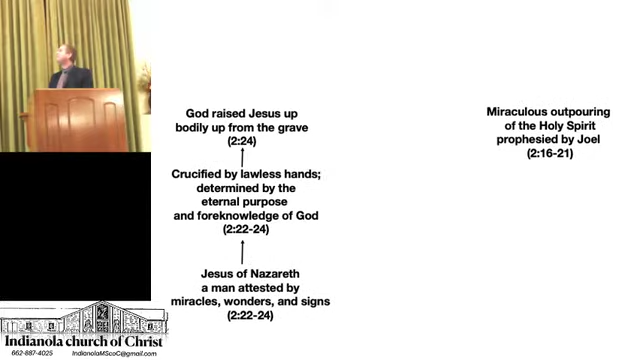 God raised Jesus up
bodily up from the grave
(2:24)
Crucified by lawless hands;
determined by the
eternal purpose
and foreknowledge of God
(2:22-24)
Jesus of Nazareth
a man attested by
miracles, wonders, and signs
(2:22-24)
Miraculous outpouring
of the Holy Spirit
prophesied by Joel
(2:16-21)
Indianola church of Christ
662-887-4025 IndianolaMScoC@gmail.com